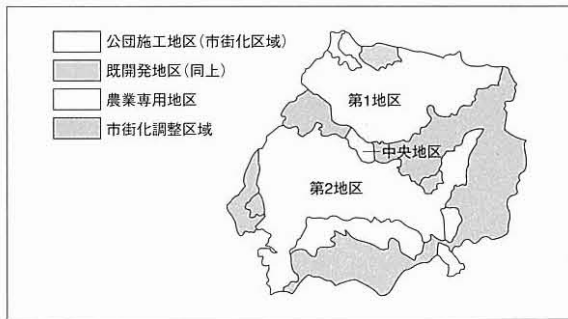 公団施工地区(市街化区域)
既開発地区(同上)
農業専用地区
市街化調整区域
第1地区
中央地区
第2地区